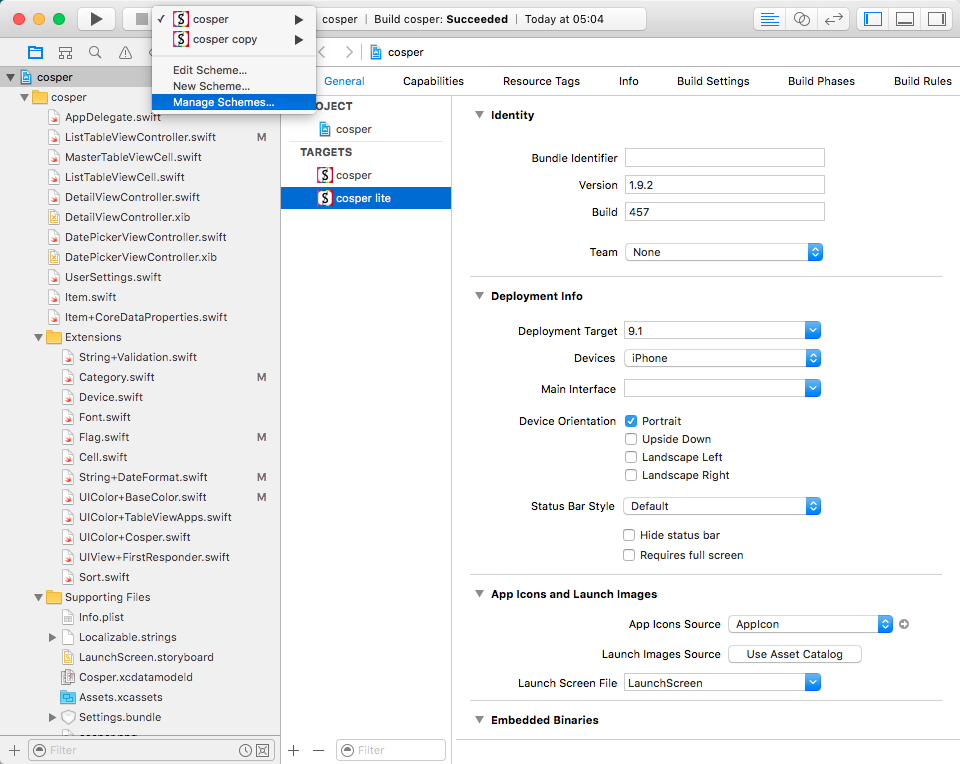 cosper
cosper copy
Edit Scheme...
New Scheme...
Manage Schemes...
cosper | Build cosper: Succeeded | Today at 05:04
cosper
cosper
cosper
AppDelegate.swift
ListTableViewController.swift M
MasterTableViewCell.swift
ListTableViewCell.swift
DetailViewController.swift
DetailViewController.xib
DatePickerViewController.swift
DatePickerViewController.xib
UserSettings.swift
Item.swift
Item+CoreDataProperties.swift
Extensions
String+Validation.swift
Category.swift M
Device.swift
Font.swift
Flag.swift M
Cell.swift
String+DateFormat.swift M
UIColor+BaseColor.swift M
UIColor+TableViewApps.swift
UIColor+Cosper.swift
UIView+FirstResponder.swift
Sort.swift
Supporting Files
Info.plist
Localizable.strings
LaunchScreen.storyboard
Cosper.xcdatamodeld
Assets.xcassets
Settings.bundle
Filter
General Capabilities Resource Tags Info Build Settings Build Phases Build Rules
OJECT
cosper
TARGETS
cosper
cosper lite
Filter
Identity
Bundle Identifier
Version 1.9.2
Build 457
Team None
Deployment Info
Deployment Target 9.1
Devices iPhone
Main Interface
Device Orientation Portrait
Upside Down
Landscape Left
Landscape Right
Status Bar Style Default
Hide status bar
Requires full screen
App Icons and Launch Images
App Icons Source AppIcon
Launch Images Source Use Asset Catalog
Launch Screen File LaunchScreen
Embedded Binaries